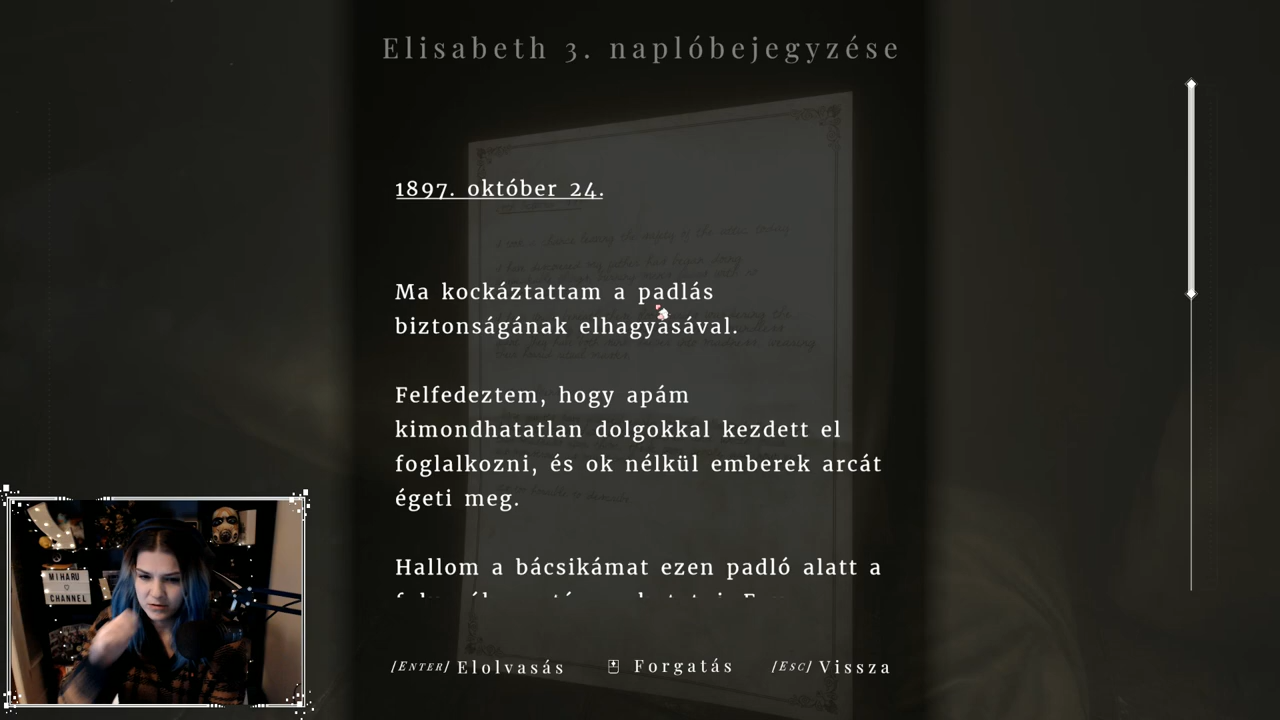 Elisabeth 3. naplóbejegyzése
1897. október 24.
Ma kockáztattam a padlás
biztonságának elhagyásával.
Felfedeztem, hogy apám
kimondhatatlan dolgokkal kezdett el
foglalkozni, és ok nélkül emberek arcát
égeti meg.
Hallom a bácsikámat ezen padló alatt a
MIHARU
CHANNEL
/ENTER/ Elolvasás Forgatás /ESC/ Vissza